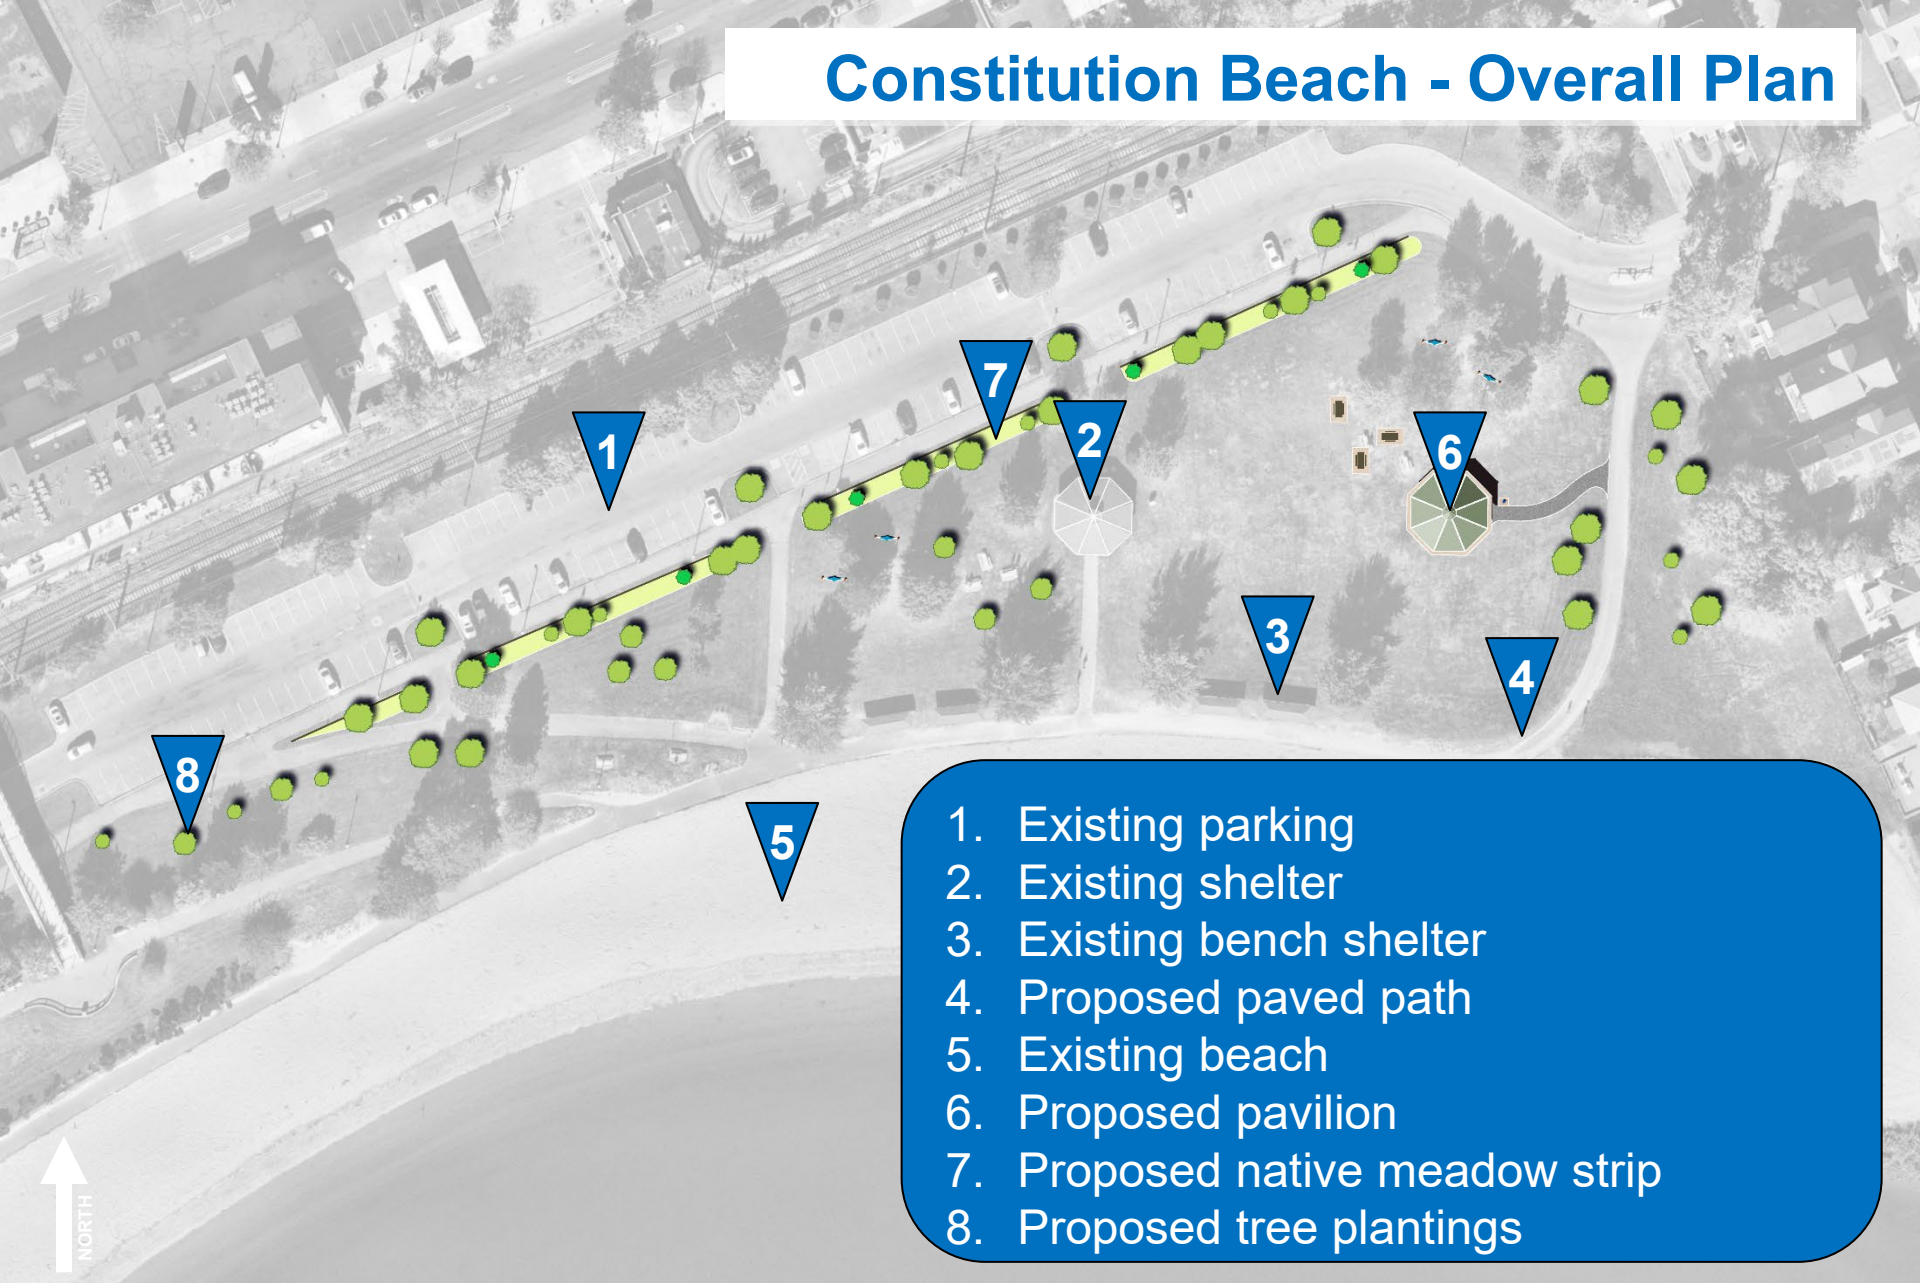 Constitution Beach - Overall Plan
7
2
1
6
3
4
8
5
1. Existing parking
2. Existing shelter
3. Existing bench shelter
4. Proposed paved path
5. Existing beach
6. Proposed pavilion
7. Proposed native meadow strip
8. Proposed tree plantings
NORTH